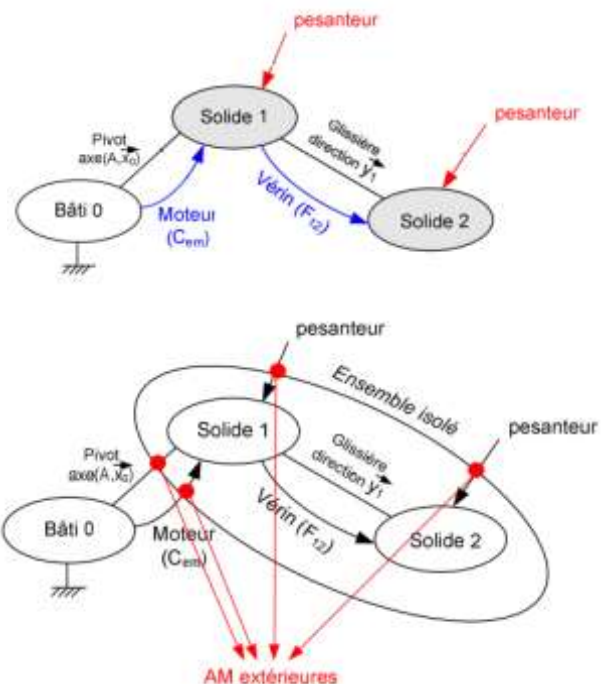 pesanteur
Solide 1
pesanteur
Pivot
axe(A,x₀)
Glissière
direction y₁
Bâti 0
Moteur
(Cₑₘ)
Vérin (F₁₂)
Solide 2
pesanteur
Ensemble isolé
Solide 1
pesanteur
Pivot
axe(A,x₀)
Glissière
direction y₁
Bâti 0
Moteur
(Cₑₘ)
Vérin (F₁₂)
Solide 2
AM extérieures